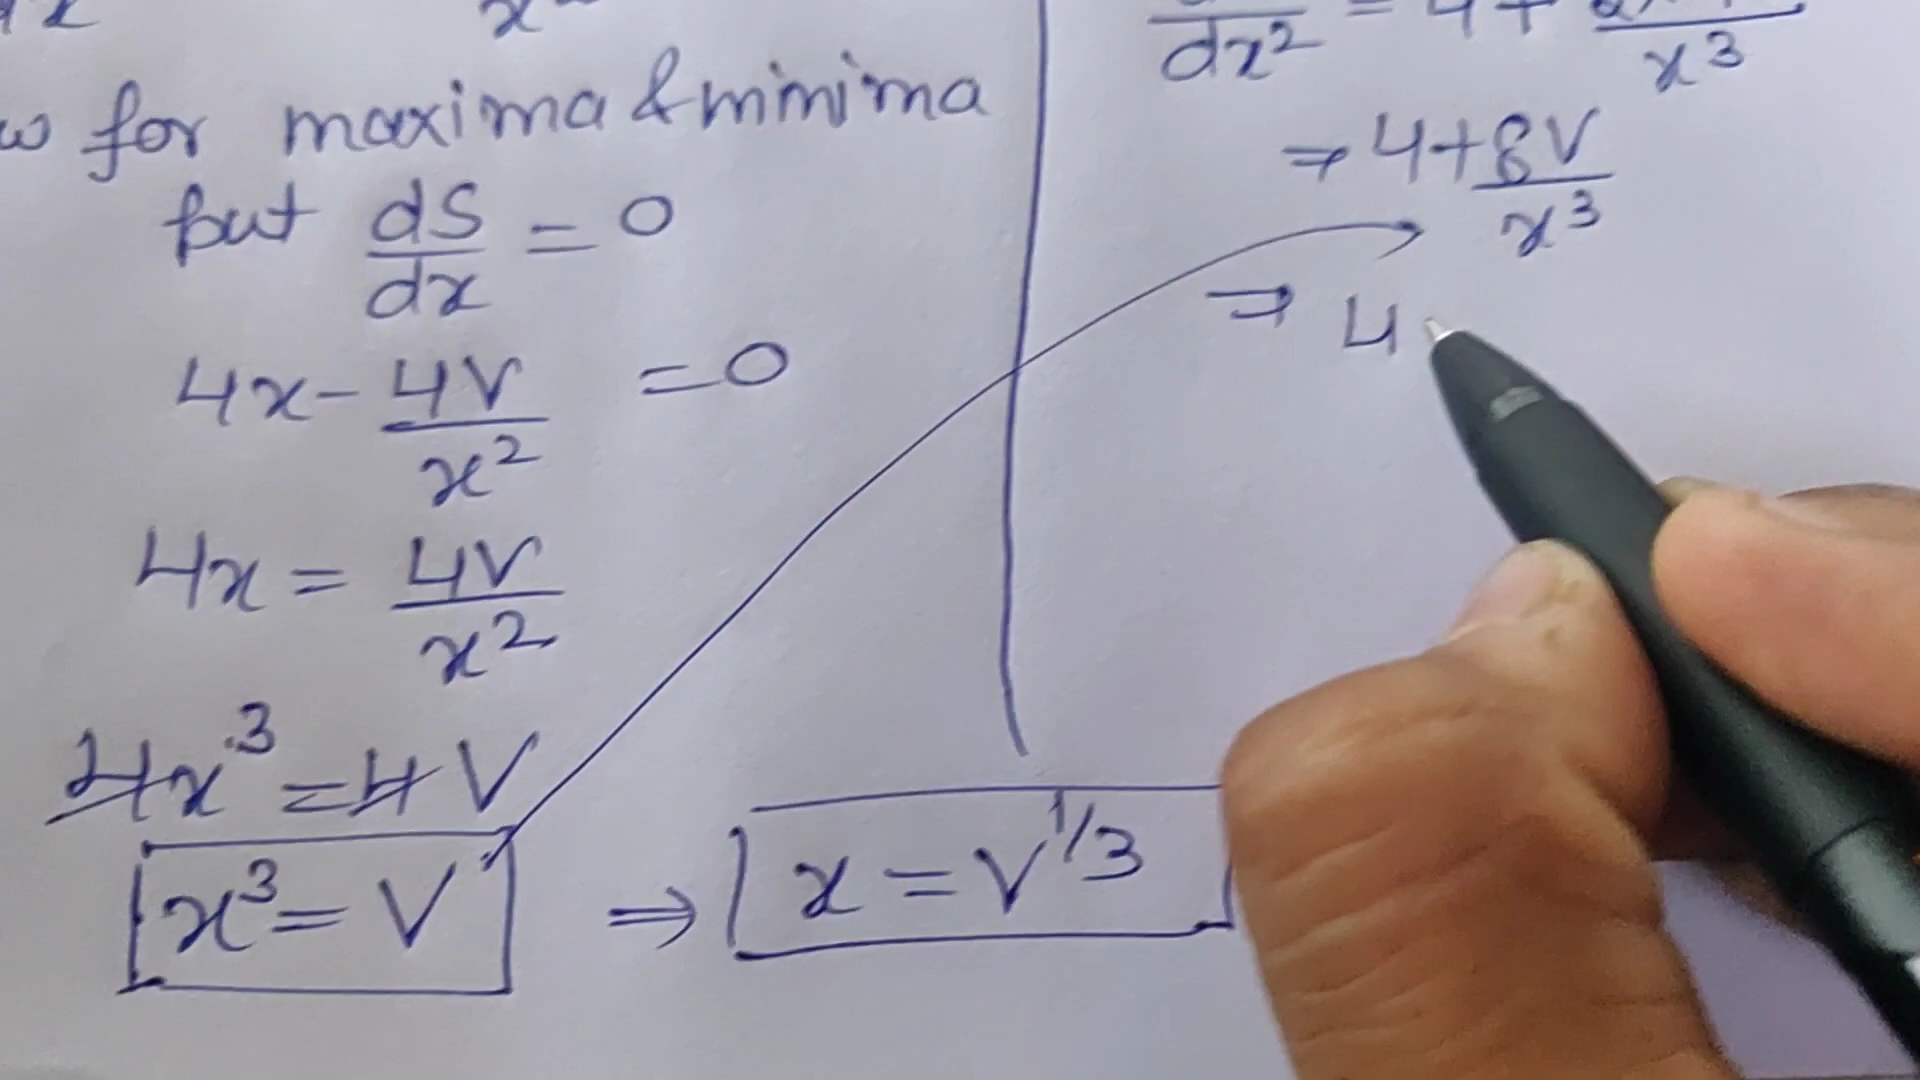 x
for maxima & minima
put dS/dx = 0
4x - 4V/x² = 0
4x = 4V/x²
4x³ = 4V
x³ = V ⇒ x = V^1/3
dx² = 4 + x³
⇒ 4 + 8V/x³
⇒ 4